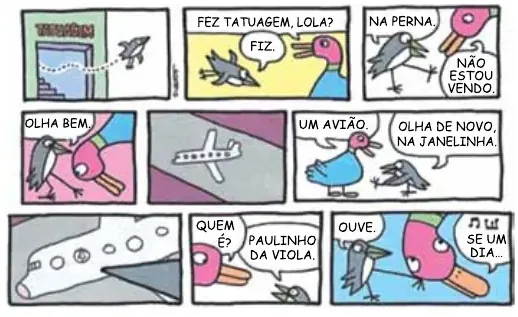 TATUAGEM
FEZ TATUAGEM, LOLA?
FIZ.
NA PERNA.
NÃO
ESTOU
VENDO.
OLHA BEM.
UM AVIÃO.
OLHA DE NOVO,
NA JANELINHA.
QUEM
É?
PAULINHO
DA VIOLA.
OUVE.
SE UM
DIA...